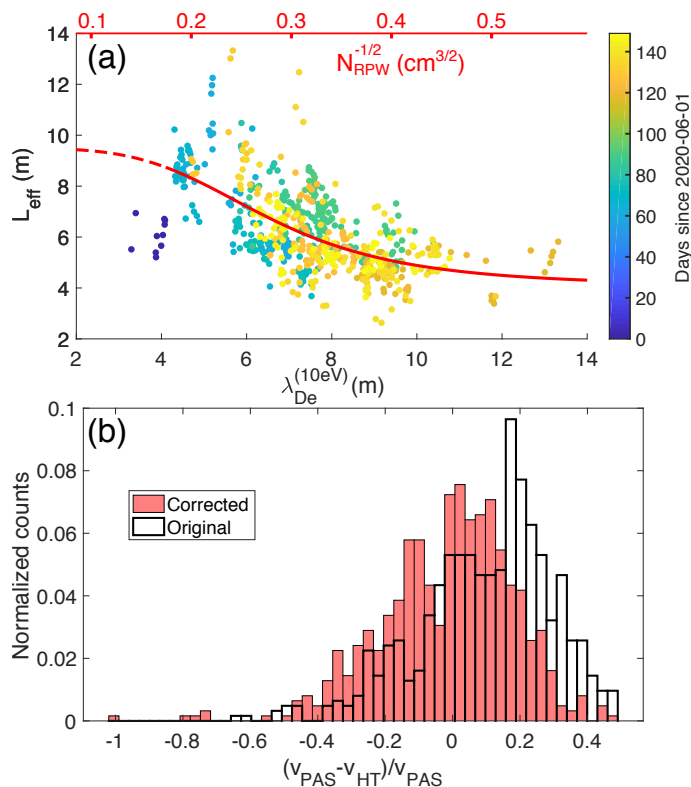 0.1 0.2 0.3 0.4 0.5
N_RPW^-1/2 (cm^3/2)
(a)
14
12
10
8
6
4
2
L_eff (m)
2 4 6 8 10 12 14
λ_De^(10eV) (m)
140
120
100
80
60
40
20
0
Days since 2020-06-01
(b)
0.1
0.08
0.06
0.04
0.02
0
Normalized counts
Corrected
Original
-1 -0.8 -0.6 -0.4 -0.2 0 0.2 0.4
(v_PAS-v_HT)/v_PAS